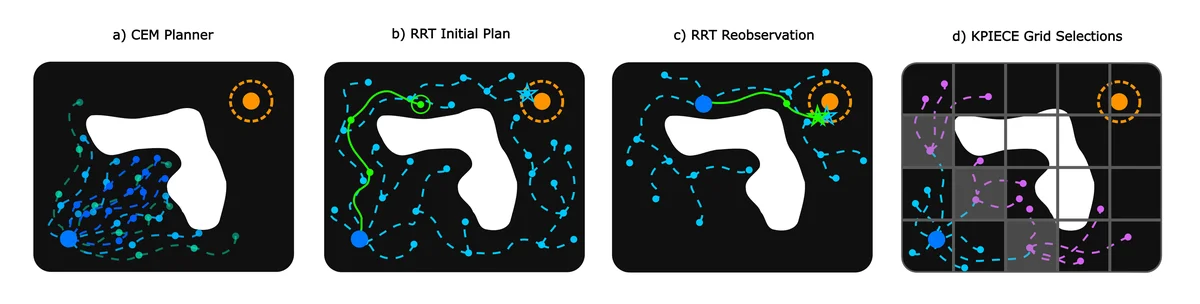 a) CEM Planner
b) RRT Initial Plan
c) RRT Reobservation
d) KPIECE Grid Selections